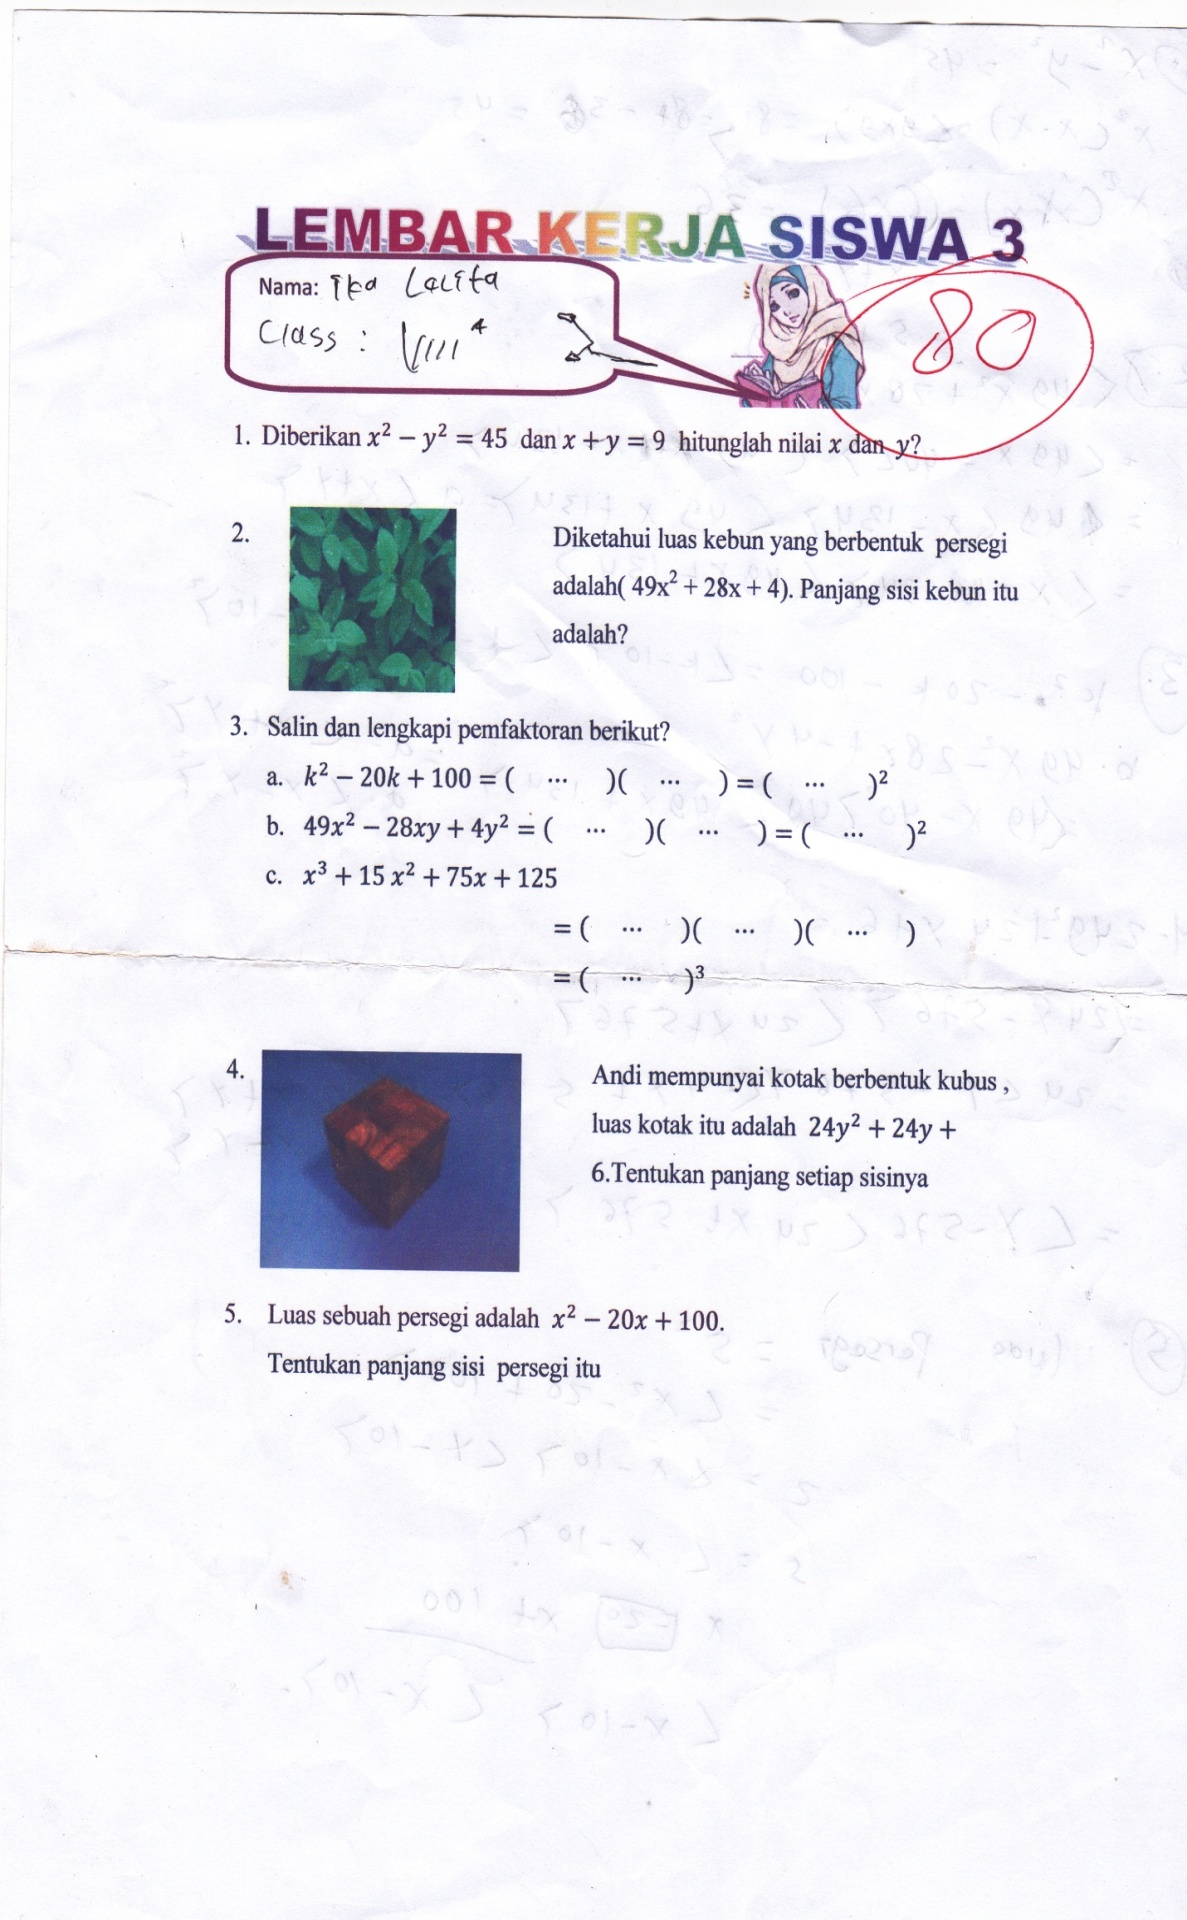 LEMBAR KERJA SISWA 3
Nama: Ika Lalita
Class : VIII 4
80
1. Diberikan x² − y² = 45 dan x + y = 9 hitunglah nilai x dan y?
2.
Diketahui luas kebun yang berbentuk persegi
adalah( 49x² + 28x + 4). Panjang sisi kebun itu
adalah?
3. Salin dan lengkapi pemfaktoran berikut?
a. k² − 20k + 100 = ( ... )( ... ) = ( ... )²
b. 49x² − 28xy + 4y² = ( ... )( ... ) = ( ... )²
c. x³ + 15 x² + 75x + 125
= ( ... )( ... )( ... )
= ( ... )³
4.
Andi mempunyai kotak berbentuk kubus ,
luas kotak itu adalah 24y² + 24y +
6.Tentukan panjang setiap sisinya
5. Luas sebuah persegi adalah x² − 20x + 100.
Tentukan panjang sisi persegi itu